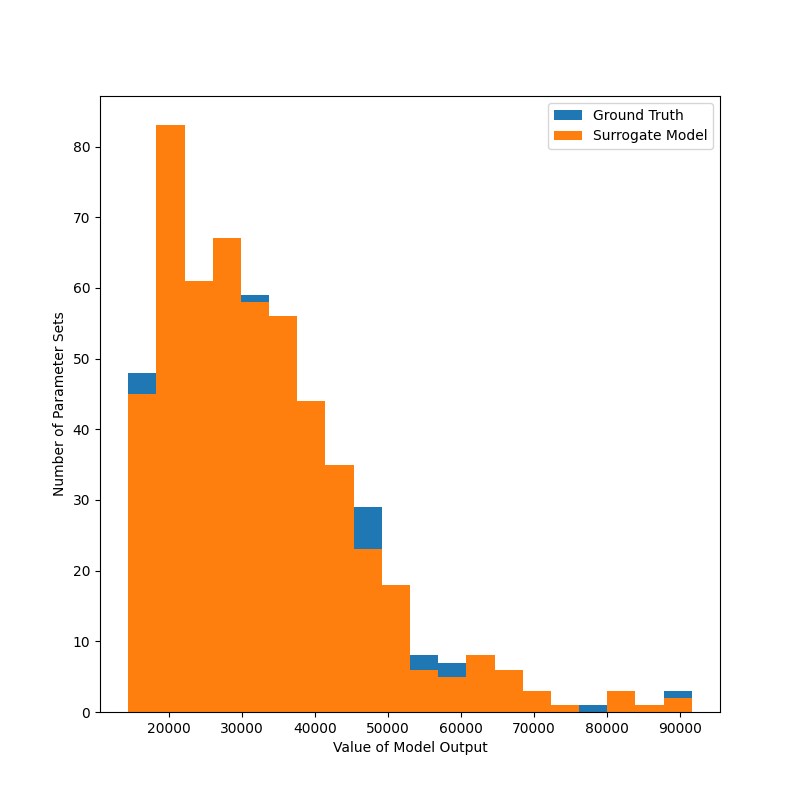 Ground Truth
Surrogate Model
80
70
60
50
40
30
20
10
0
Number of Parameter Sets
20000 30000 40000 50000 60000 70000 80000 90000
Value of Model Output